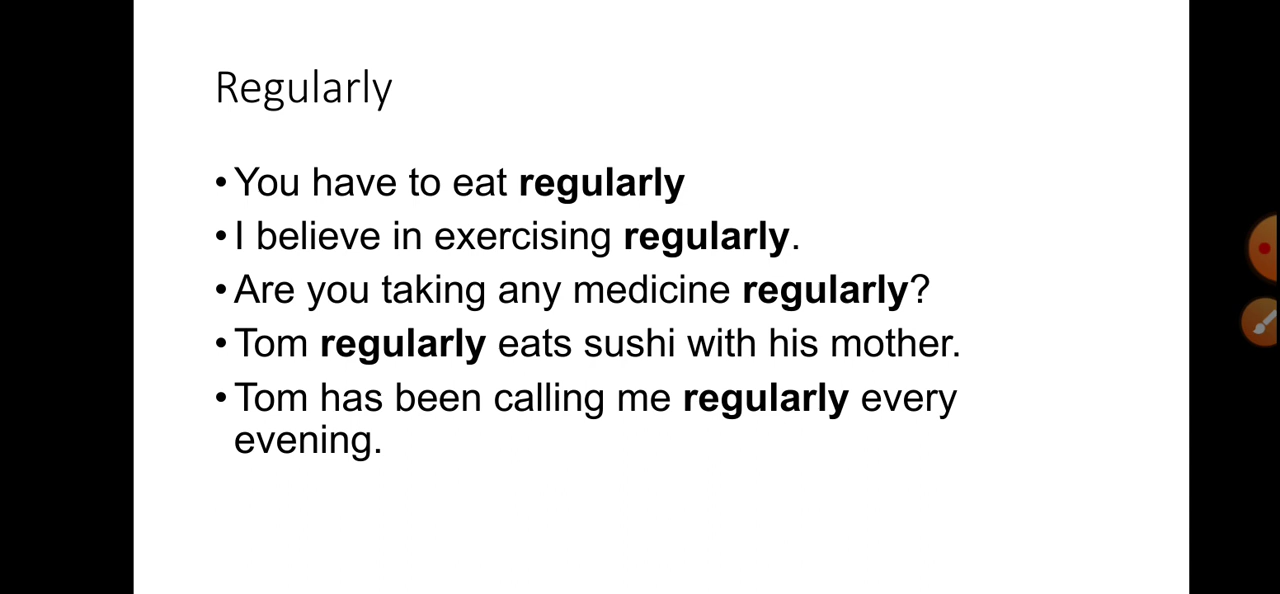 Regularly
• You have to eat regularly
• I believe in exercising regularly.
• Are you taking any medicine regularly?
• Tom regularly eats sushi with his mother.
• Tom has been calling me regularly every
evening.